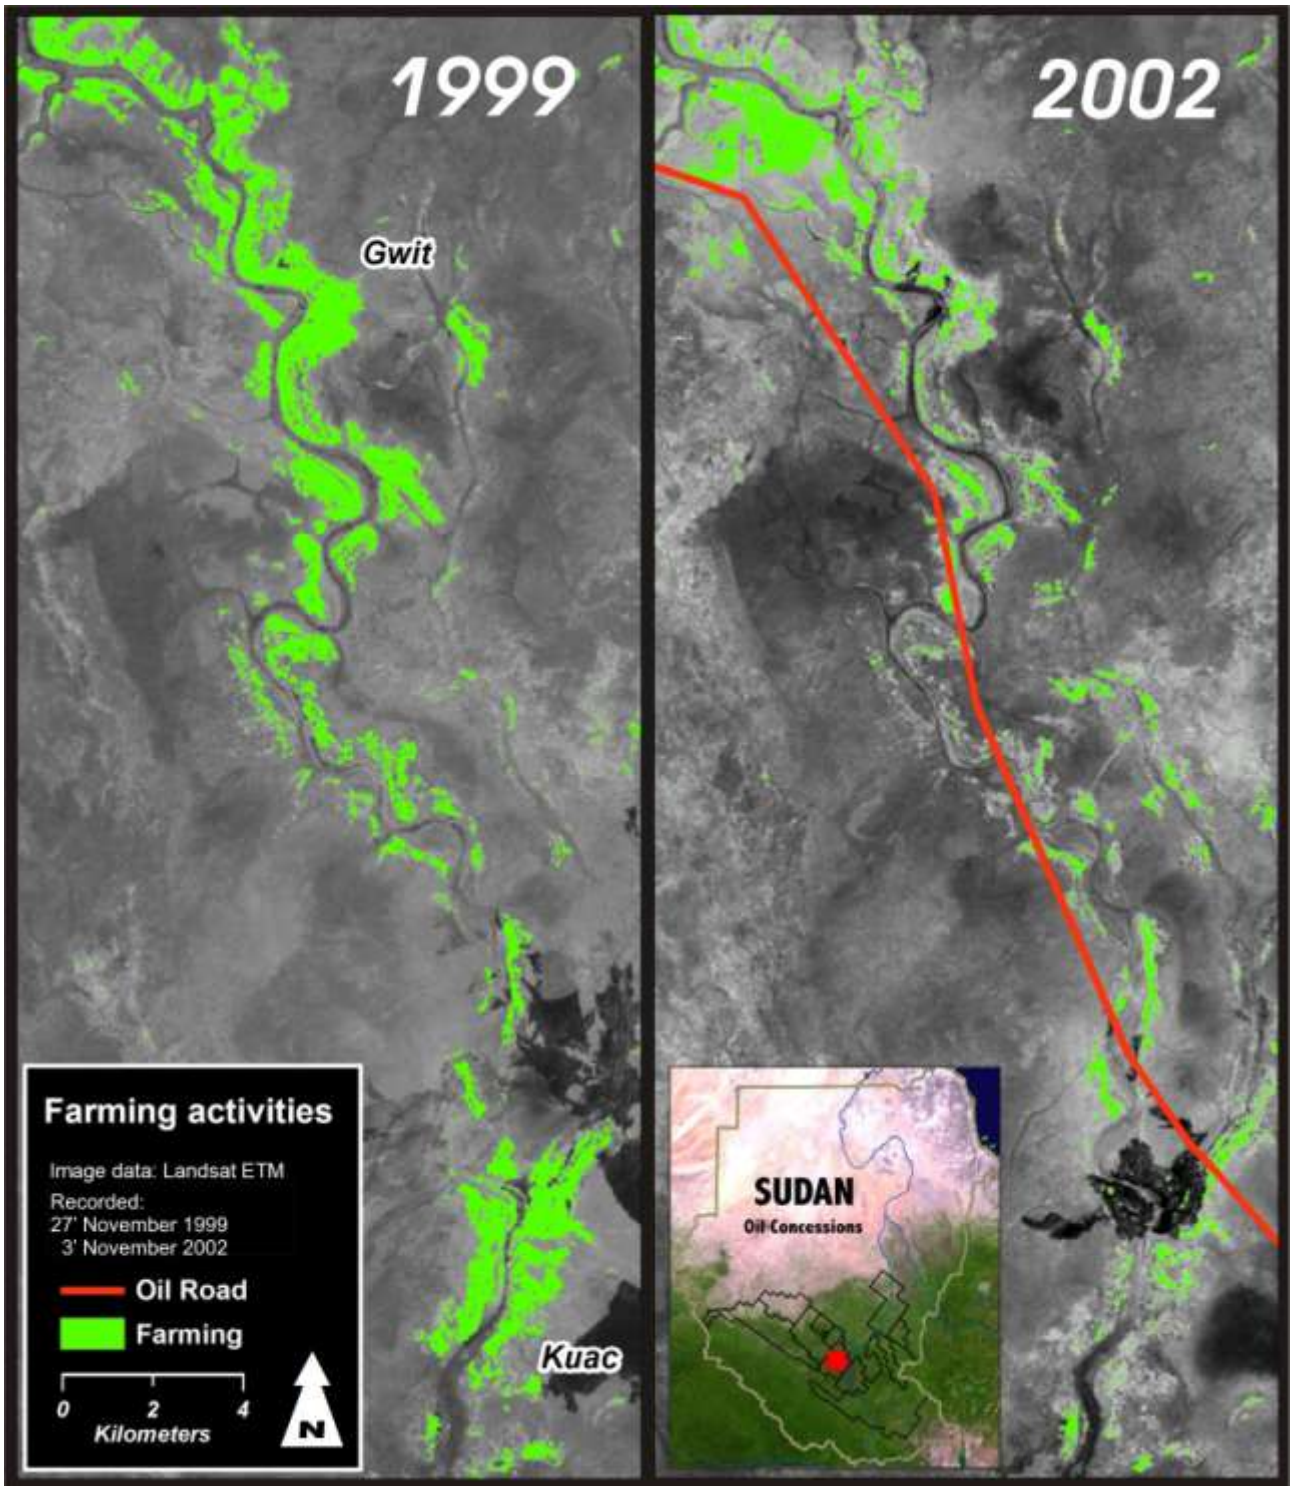 1999
2002
Gwit
Farming activities
Image data: Landsat ETM
Recorded:
27' November 1999
3' November 2002
Oil Road
Farming
0 2 4
Kilometers
N
Kuac
SUDAN
Oil Concessions